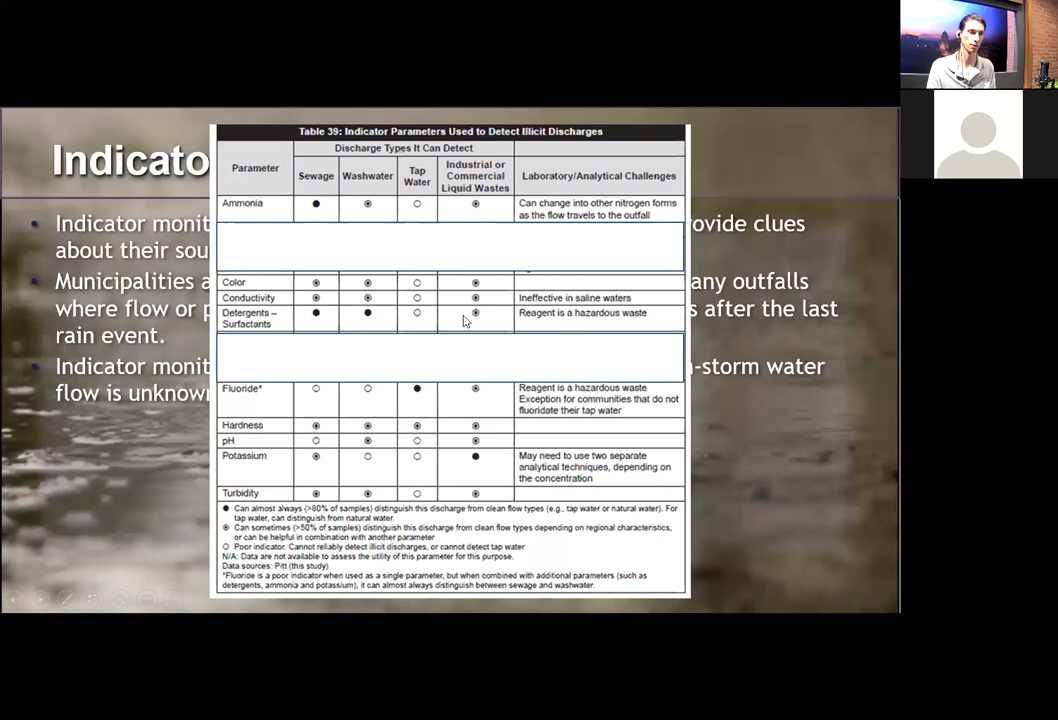 Indicato
Table 39: Indicator Parameters Used to Detect Illicit Discharges
Discharge Types It Can Detect
Parameter
Sewage
Washwater
Tap
Water
Industrial or
Commercial
Liquid Wastes
Laboratory/Analytical Challenges
Ammonia
Can change into other nitrogen forms
as the flow travels to the outfall
Color
Conductivity
Ineffective in saline waters
Detergents –
Surfactants
Reagent is a hazardous waste
Fluoride*
Reagent is a hazardous waste
Exception for communities that do not
fluoridate their tap water
Hardness
pH
Potassium
May need to use two separate
analytical techniques, depending on
the concentration
Turbidity
Can almost always (>80% of samples) distinguish this discharge from clean flow types (e.g., tap water or natural water). For
tap water, can distinguish from natural water.
Can sometimes (>50% of samples) distinguish this discharge from clean flow types depending on regional characteristics,
or can be helpful in combination with another parameter
Poor indicator. Cannot reliably detect illicit discharges, or cannot detect tap water
N/A: Data are not available to assess the utility of this parameter for this purpose.
Data sources: Pitt (this study)
*Fluoride is a poor indicator when used as a single parameter, but when combined with additional parameters (such as
detergents, ammonia and potassium), it can almost always distinguish between sewage and washwater.
Indicator monit
rovide clues
about their sou
Municipalities a
any outfalls
where flow or p
s after the last
rain event.
Indicator monit
-storm water
flow is unknow